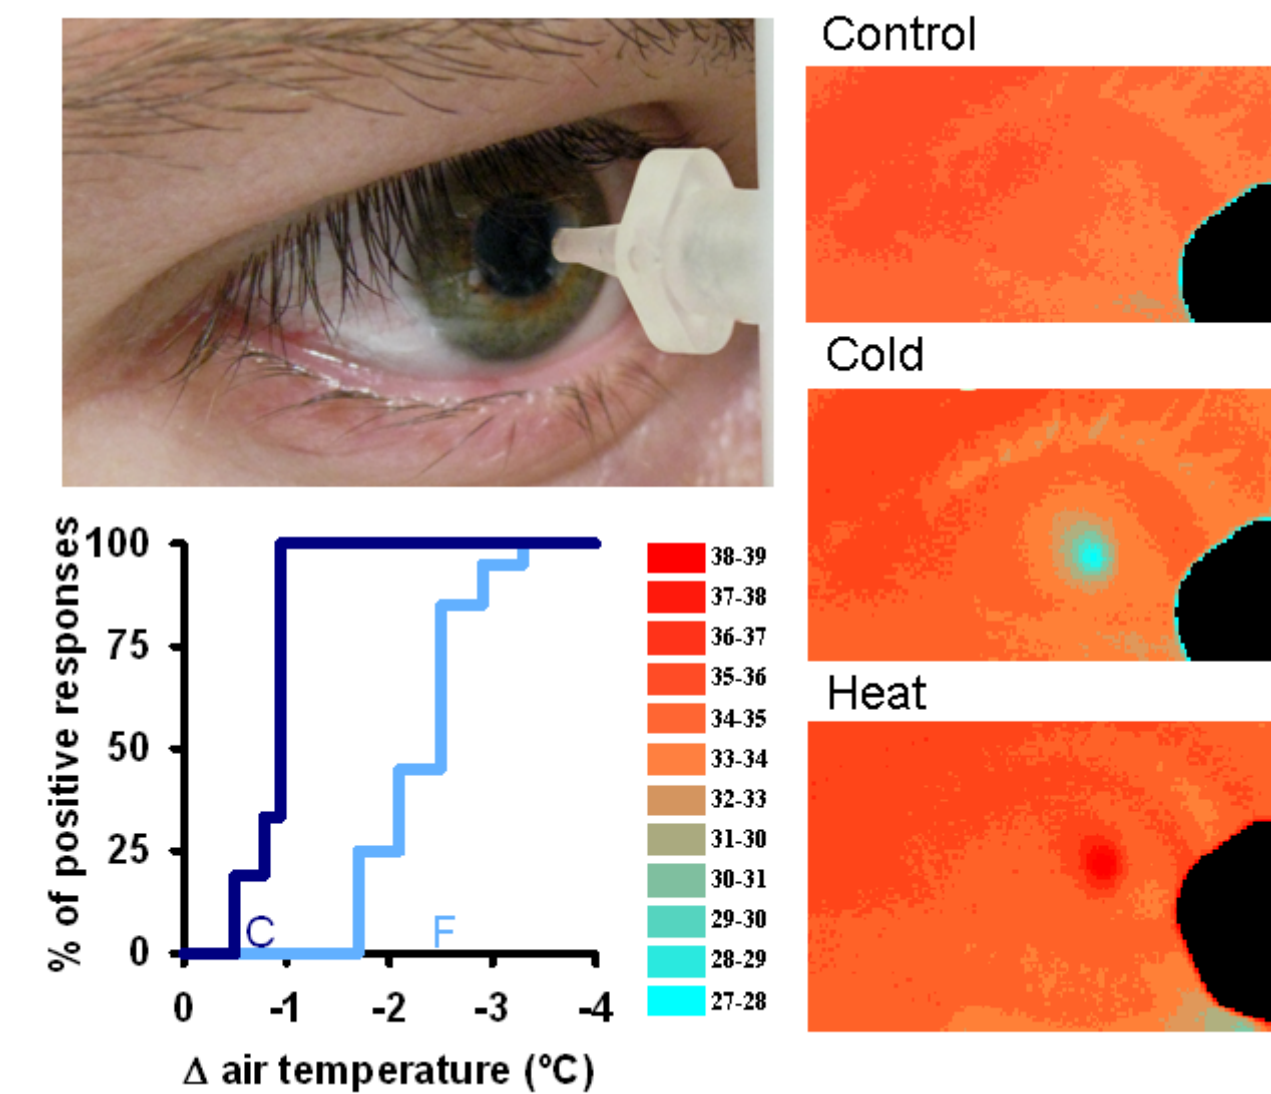 Control
Cold
Heat
% of positive responses
100
75
50
25
0
C
F
0 -1 -2 -3 -4
Δ air temperature (°C)
38-39
37-38
36-37
35-36
34-35
33-34
32-33
31-30
30-31
29-30
28-29
27-28